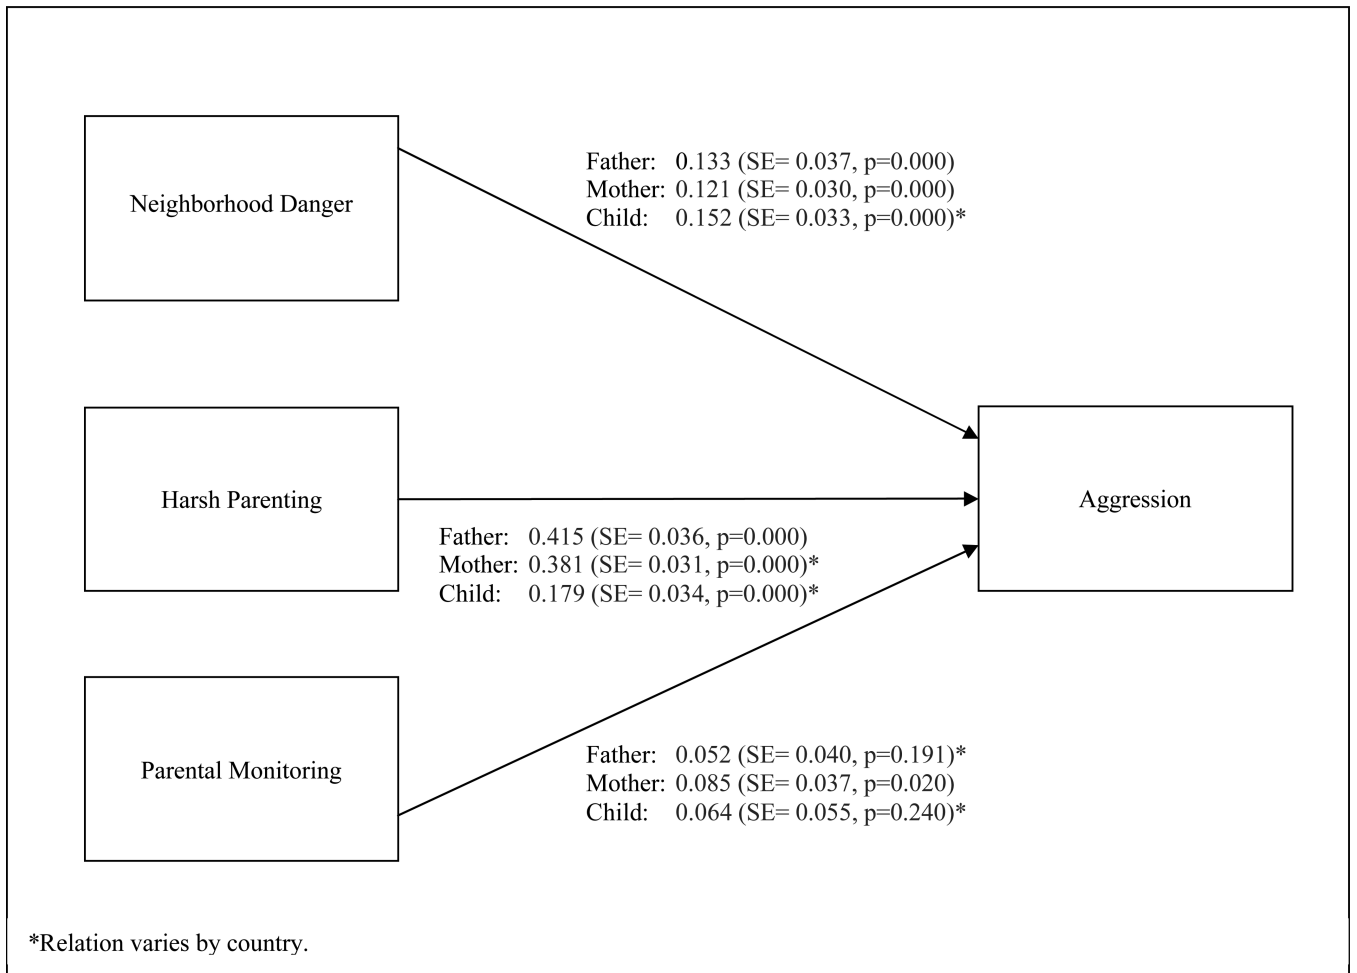 Neighborhood Danger
Father: 0.133 (SE= 0.037, p=0.000)
Mother: 0.121 (SE= 0.030, p=0.000)
Child: 0.152 (SE= 0.033, p=0.000)*
Harsh Parenting
Aggression
Father: 0.415 (SE= 0.036, p=0.000)
Mother: 0.381 (SE= 0.031, p=0.000)*
Child: 0.179 (SE= 0.034, p=0.000)*
Parental Monitoring
Father: 0.052 (SE= 0.040, p=0.191)*
Mother: 0.085 (SE= 0.037, p=0.020)
Child: 0.064 (SE= 0.055, p=0.240)*
*Relation varies by country.